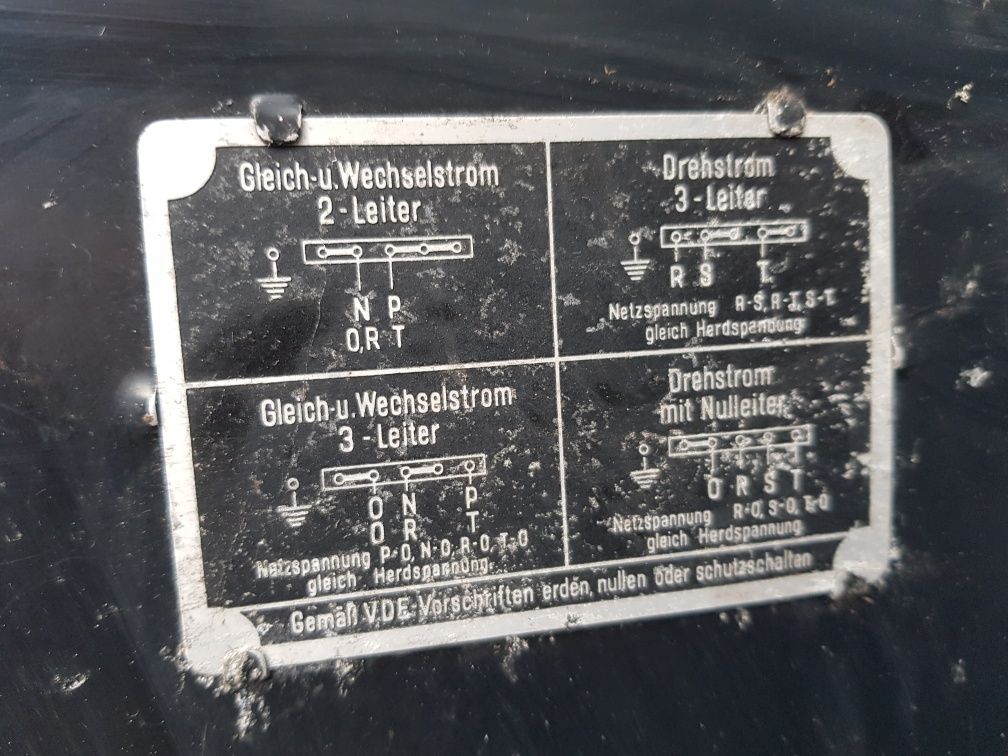 Gleich-u.Wechselstrom
2-Leiter
N P
O,R T
Drehstrom
3-Leiter
R S T
Netzspannung R-S, R-T, S-T
gleich Herdspannung
Gleich-u.Wechselstrom
3-Leiter
O N P
O R T
Netzspannung P-O, N-O, R-O, T-O
gleich Herdspannung
Drehstrom
mit Nulleiter
O R S T
Netzspannung R-O, S-O, T-O
gleich Herdspannung
Gemäß V.D.E.-Vorschriften erden, nullen oder schutzschalten